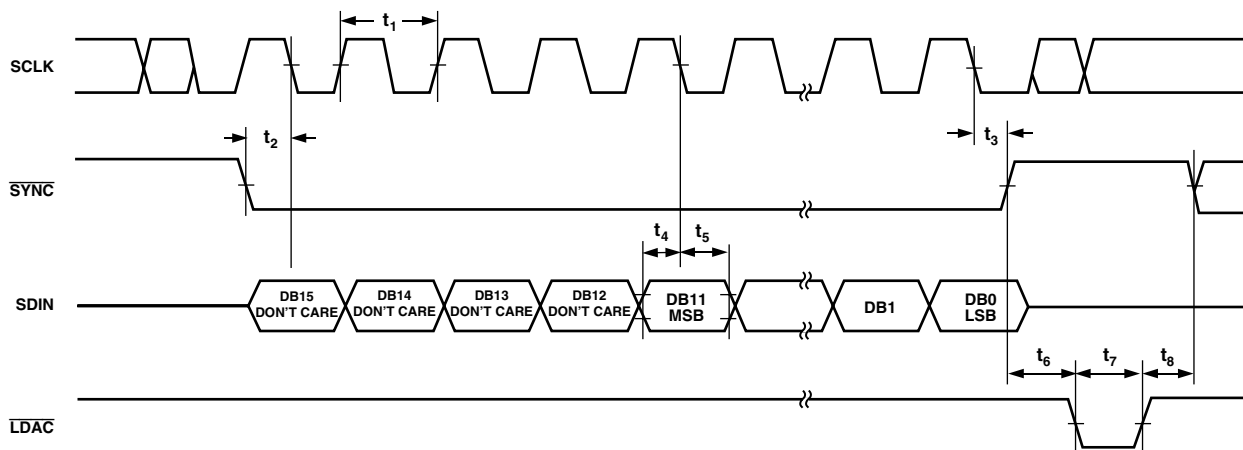 t1
SCLK
t2
t3
SYNC
t4
t5
DB15
DON'T CARE
DB14
DON'T CARE
DB13
DON'T CARE
DB12
DON'T CARE
DB11
MSB
DB1
DB0
LSB
SDIN
t6
t7
t8
LDAC